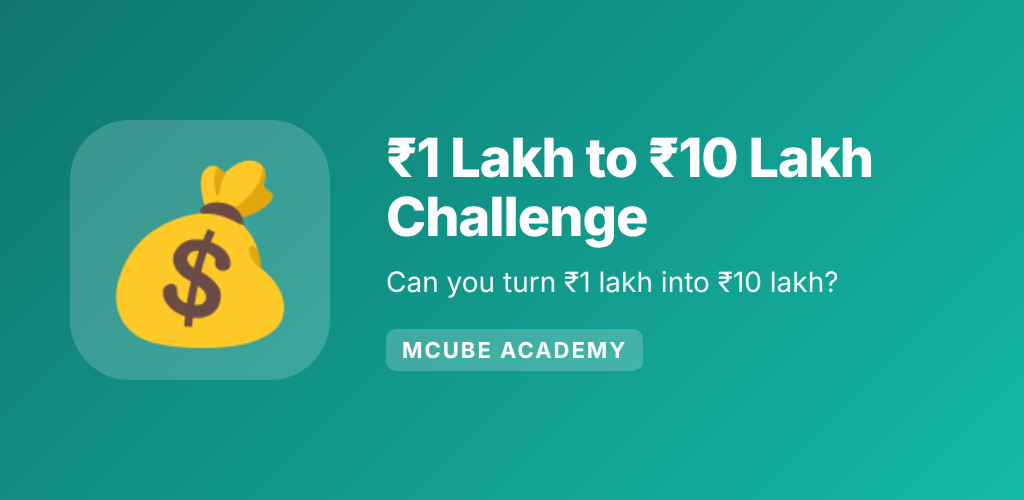 ₹1 Lakh to ₹10 Lakh
Challenge
Can you turn ₹1 lakh into ₹10 lakh?
MCUBE ACADEMY
$